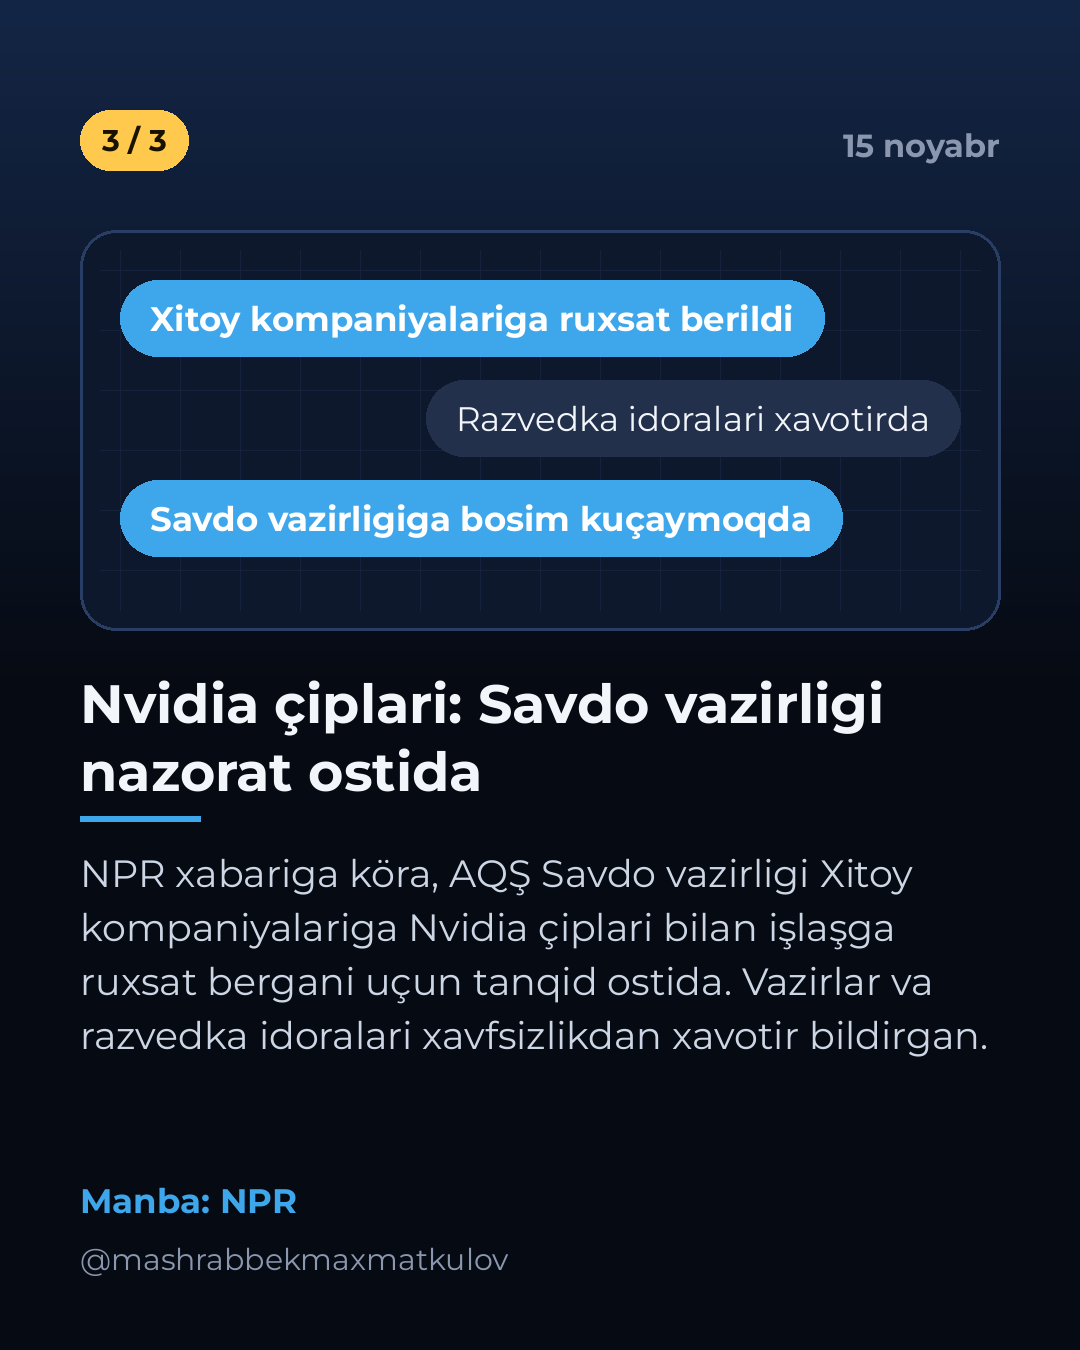 3 / 3
15 noyabr
Xitoy kompaniyalariga ruxsat berildi
Razvedka idoralari xavotirda
Savdo vazirligiga bosim kuçaymoqda
Nvidia çiplari: Savdo vazirligi
nazorat ostida
NPR xabariga köra, AQŞ Savdo vazirligi Xitoy
kompaniyalariga Nvidia çiplari bilan işlaşga
ruxsat bergani uçun tanqid ostida. Vazirlar va
razvedka idoralari xavfsizlikdan xavotir bildirgan.
Manba: NPR
@mashrabbekmaxmatkulov